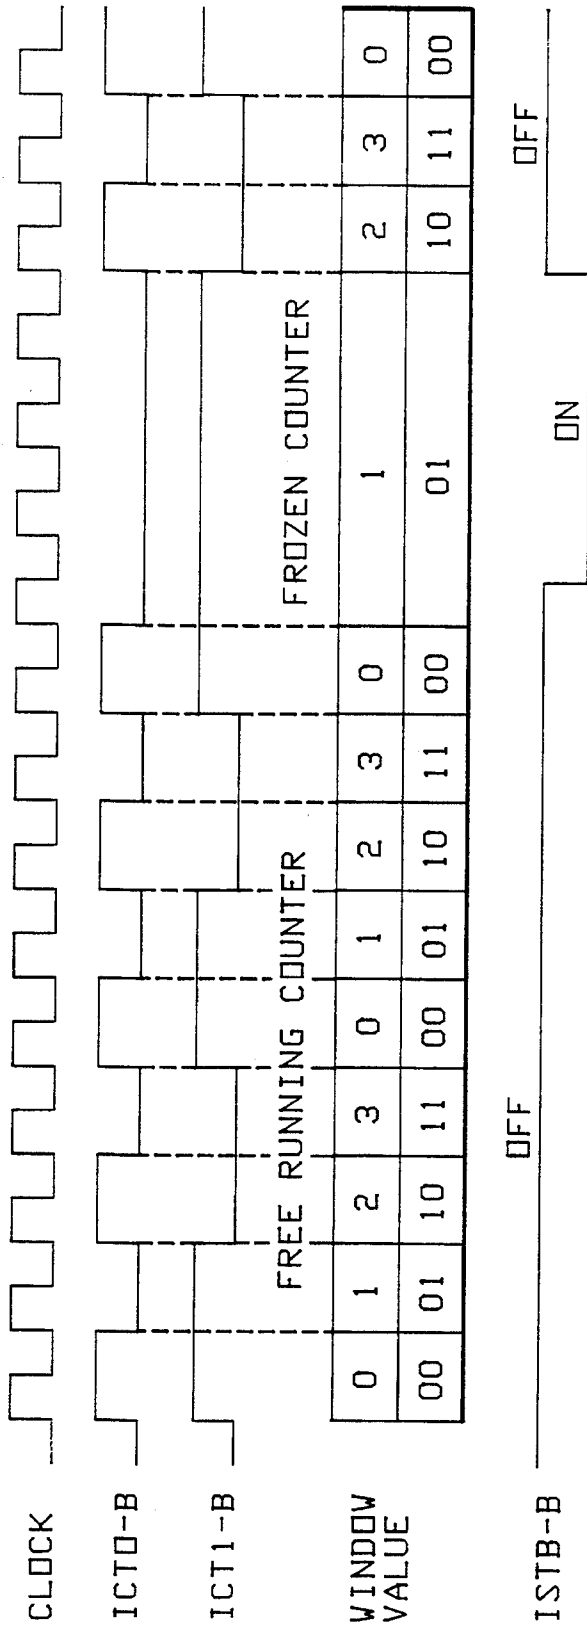 CLOCK
ICT0-B
ICT1-B
FREE RUNNING COUNTER
FROZEN COUNTER
WINDOW
VALUE
0 1 2 3 0 1 2 3 0 1 2 3 0
00 01 10 11 00 01 10 11 00 01 10 11 00
ISTB-B
OFF
ON
OFF